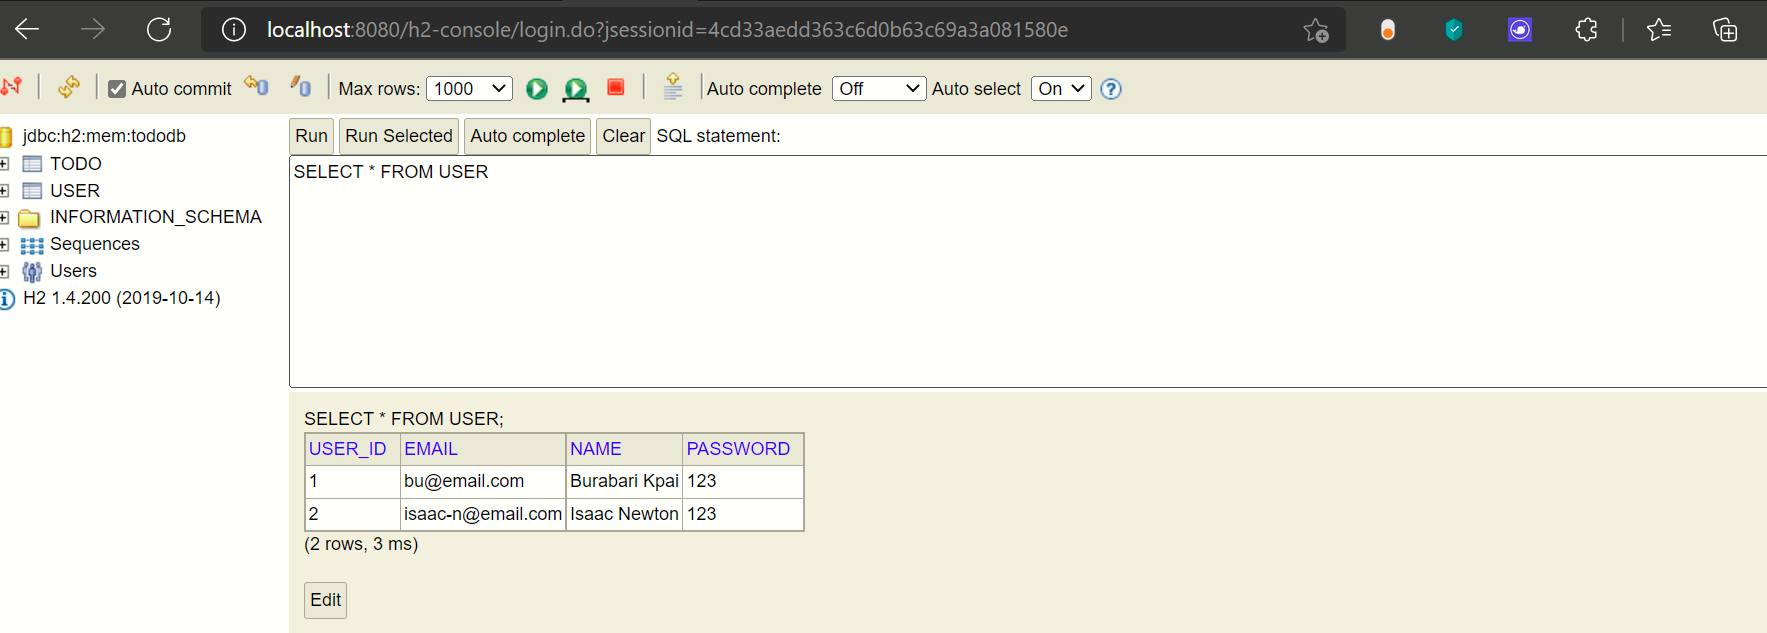 localhost:8080/h2-console/login.do?jsessionid=4cd33aedd363c6d0b63c69a3a081580e
Auto commit Max rows: 1000 Auto complete Off Auto select On
jdbc:h2:mem:tododb
TODO
USER
INFORMATION_SCHEMA
Sequences
Users
H2 1.4.200 (2019-10-14)
Run Run Selected Auto complete Clear SQL statement:
SELECT * FROM USER
SELECT * FROM USER;
USER_ID EMAIL NAME PASSWORD
1 bu@email.com Burabari Kpai 123
2 isaac-n@email.com Isaac Newton 123
(2 rows, 3 ms)
Edit